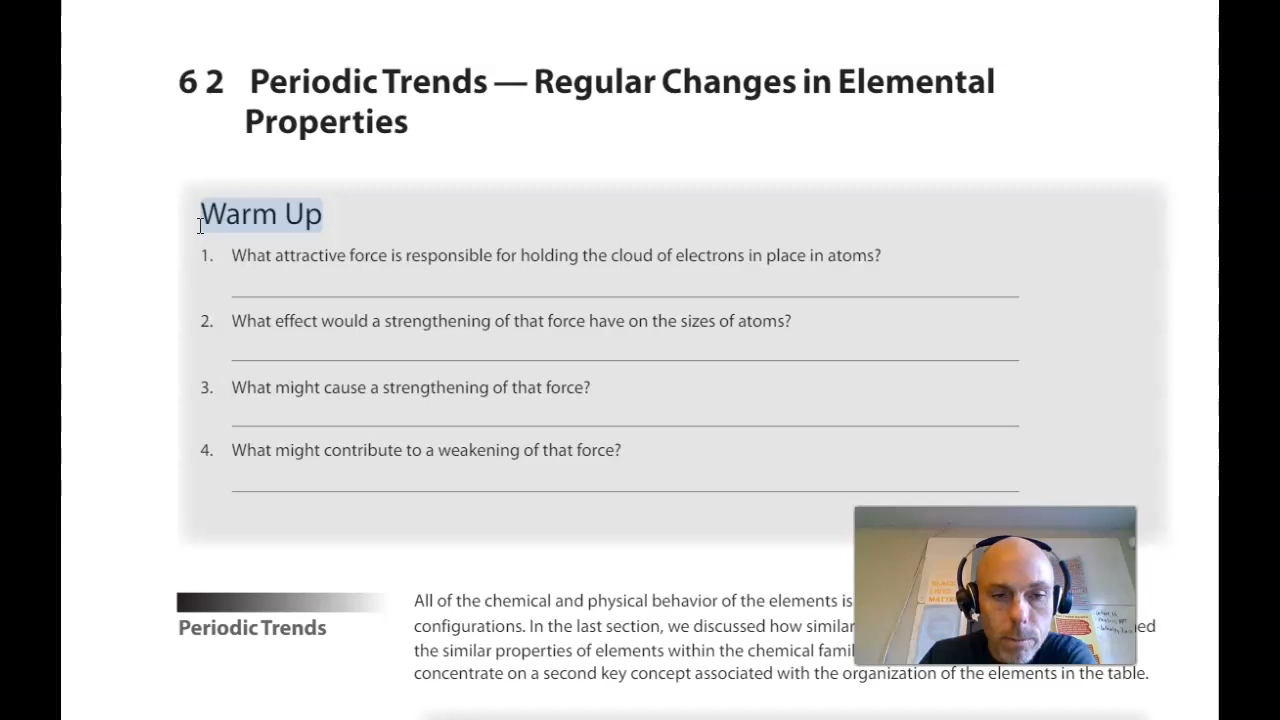 6 2 Periodic Trends — Regular Changes in Elemental
Properties
Warm Up
1. What attractive force is responsible for holding the cloud of electrons in place in atoms?
2. What effect would a strengthening of that force have on the sizes of atoms?
3. What might cause a strengthening of that force?
4. What might contribute to a weakening of that force?
Periodic Trends
All of the chemical and physical behavior of the elements is
configurations. In the last section, we discussed how similar
the similar properties of elements within the chemical
concentrate on a second key concept associated with the organization of the elements in the table.